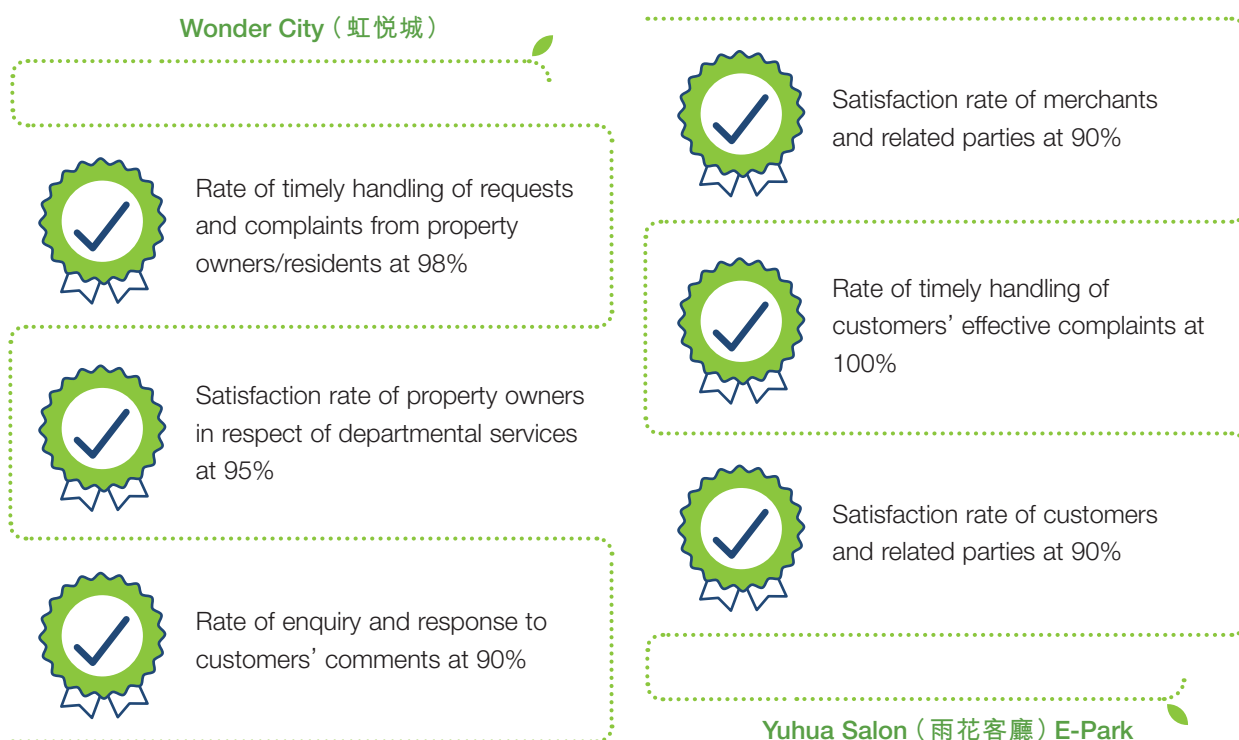 Wonder City（虹悦城）
Rate of timely handling of requests
and complaints from property
owners/residents at 98%
Satisfaction rate of property owners
in respect of departmental services
at 95%
Rate of enquiry and response to
customers’ comments at 90%
Satisfaction rate of merchants
and related parties at 90%
Rate of timely handling of
customers’ effective complaints at
100%
Satisfaction rate of customers
and related parties at 90%
Yuhua Salon（雨花客廳）E-Park